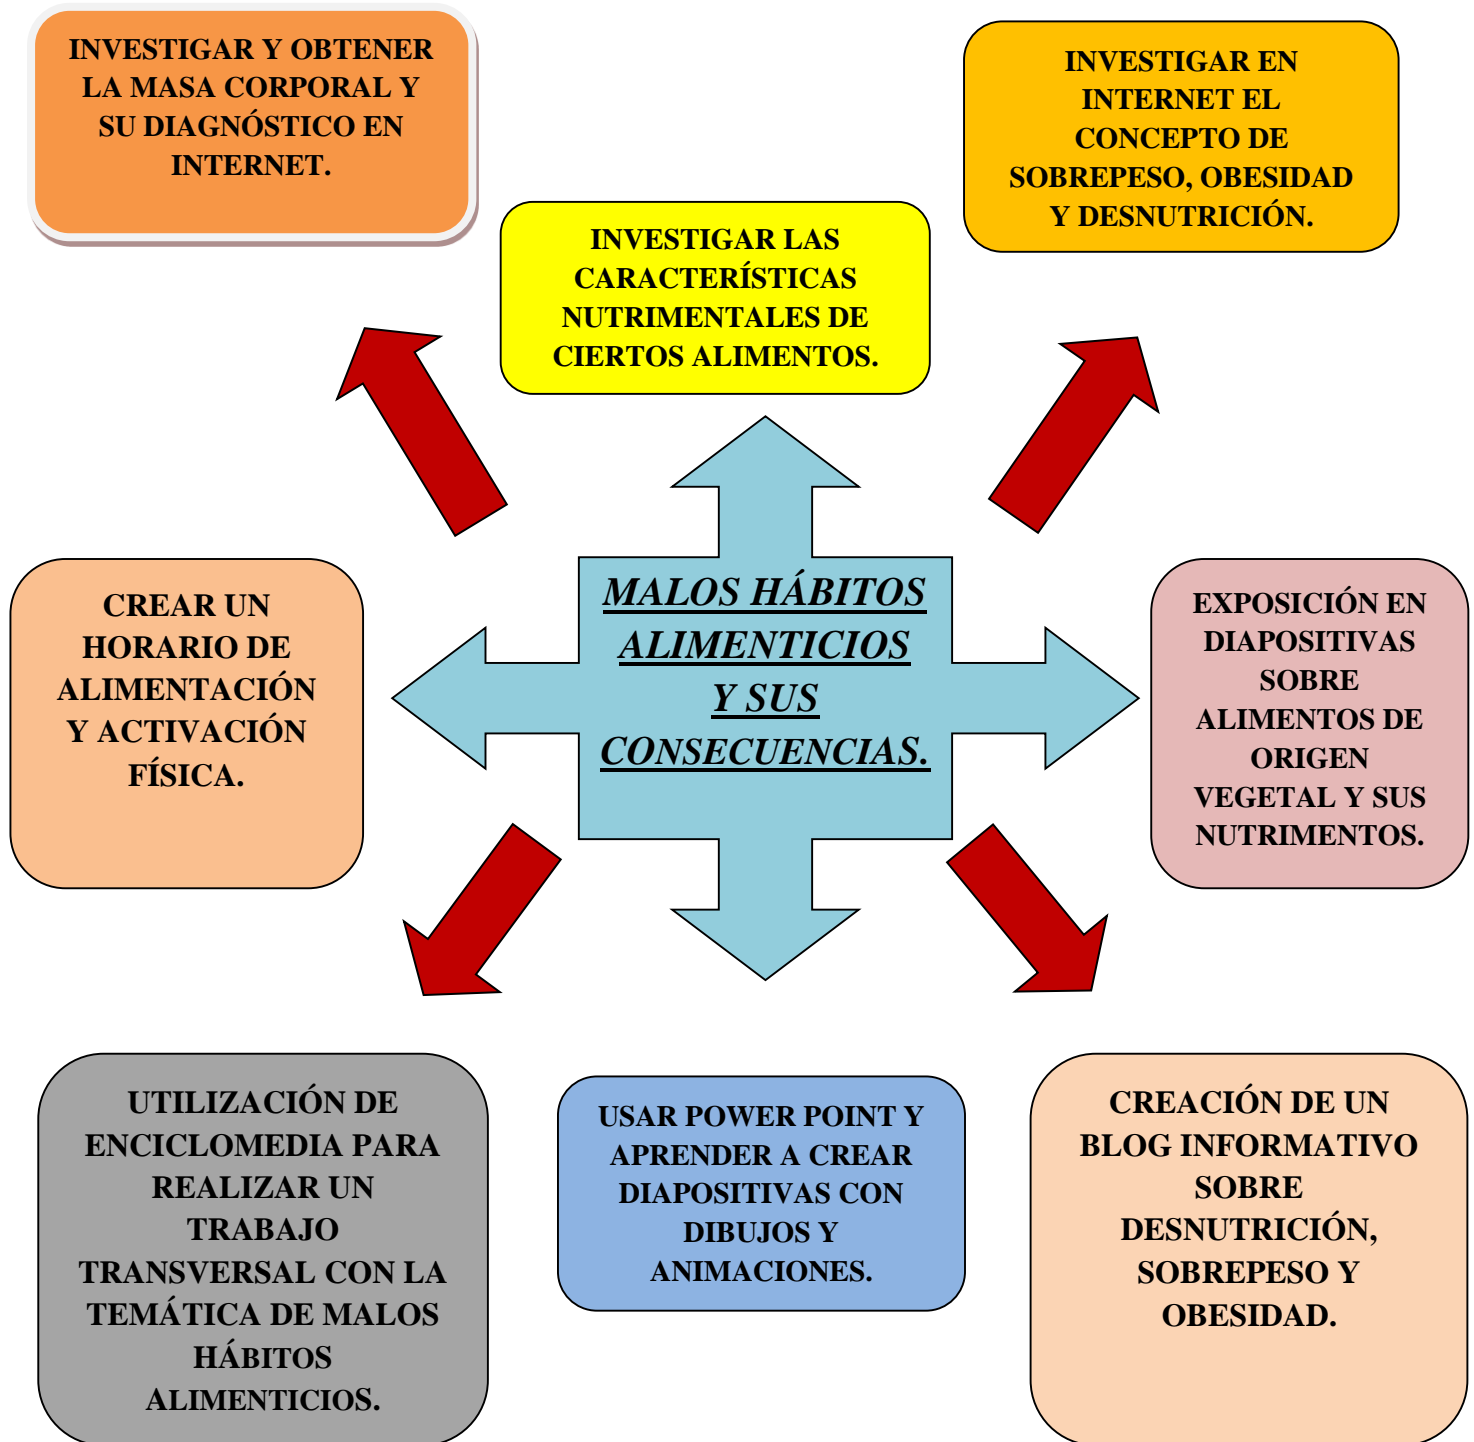 INVESTIGAR Y OBTENER
LA MASA CORPORAL Y
SU DIAGNÓSTICO EN
INTERNET.
INVESTIGAR EN
INTERNET EL
CONCEPTO DE
SOBREPESO, OBESIDAD
Y DESNUTRICIÓN.
INVESTIGAR LAS
CARACTERÍSTICAS
NUTRIMENTALES DE
CIERTOS ALIMENTOS.
CREAR UN
HORARIO DE
ALIMENTACIÓN
Y ACTIVACIÓN
FÍSICA.
MALOS HÁBITOS
ALIMENTICIOS
Y SUS
CONSECUENCIAS.
EXPOSICIÓN EN
DIAPOSITIVAS
SOBRE
ALIMENTOS DE
ORIGEN
VEGETAL Y SUS
NUTRIMENTOS.
UTILIZACIÓN DE
ENCICLOMEDIA PARA
REALIZAR UN
TRABAJO
TRANSVERSAL CON LA
TEMÁTICA DE MALOS
HÁBITOS
ALIMENTICIOS.
USAR POWER POINT Y
APRENDER A CREAR
DIAPOSITIVAS CON
DIBUJOS Y
ANIMACIONES.
CREACIÓN DE UN
BLOG INFORMATIVO
SOBRE
DESNUTRICIÓN,
SOBREPESO Y
OBESIDAD.